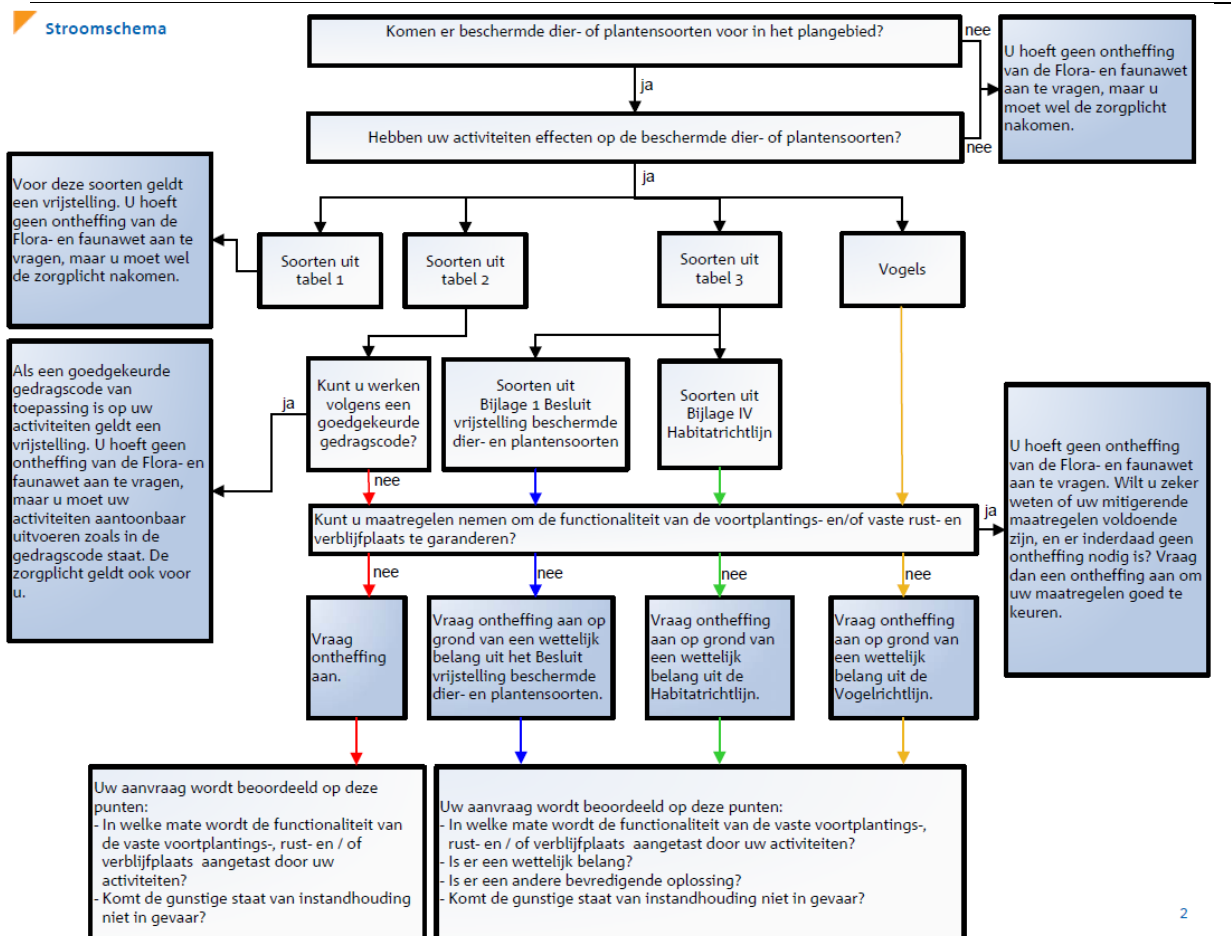 Stroomschema
Komen er beschermde dier- of plantensoorten voor in het plangebied?
nee
ja
U hoeft geen ontheffing
van de Flora- en faunawet
aan te vragen, maar u
moet wel de zorgplicht
nakomen.
Hebben uw activiteiten effecten op de beschermde dier- of plantensoorten?
nee
ja
Voor deze soorten geldt
een vrijstelling. U hoeft
geen ontheffing van de
Flora- en faunawet aan te
vragen, maar u moet wel
de zorgplicht nakomen.
Soorten uit
tabel 1
Soorten uit
tabel 2
Soorten uit
tabel 3
Vogels
Als een goedgekeurde
gedragscode van
toepassing is op uw
activiteiten geldt een
vrijstelling. U hoeft geen
ontheffing van de Flora- en
faunawet aan te vragen,
maar u moet uw
activiteiten aantoonbaar
uitvoeren zoals in de
gedragscode staat. De
zorgplicht geldt ook voor
u.
ja
Kunt u werken
volgens een
goedgekeurde
gedragscode?
nee
Soorten uit
Bijlage 1 Besluit
vrijstelling beschermde
dier- en plantensoorten
Soorten uit
Bijlage IV
Habitatrichtlijn
Kunt u maatregelen nemen om de functionaliteit van de voortplantings- en/of vaste rust- en
verblijfplaats te garanderen?
ja
U hoeft geen ontheffing
van de Flora- en faunawet
aan te vragen. Wilt u zeker
weten of uw mitigerende
maatregelen voldoende
zijn, en er inderdaad geen
ontheffing nodig is? Vraag
dan een ontheffing aan om
uw maatregelen goed te
keuren.
nee
nee
nee
nee
Vraag
ontheffing
aan.
Vraag ontheffing aan op
grond van een wettelijk
belang uit het Besluit
vrijstelling beschermde
dier- en plantensoorten.
Vraag ontheffing
aan op grond van
een wettelijk
belang uit de
Habitatrichtlijn.
Vraag ontheffing
aan op grond van
een wettelijk
belang uit de
Vogelrichtlijn.
Uw aanvraag wordt beoordeeld op deze
punten:
- In welke mate wordt de functionaliteit van
de vaste voortplantings-, rust- en / of
verblijfplaats aangetast door uw
activiteiten?
- Komt de gunstige staat van instandhouding
niet in gevaar?
Uw aanvraag wordt beoordeeld op deze punten:
- In welke mate wordt de functionaliteit van de vaste voortplantings-,
rust- en / of verblijfplaats aangetast door uw activiteiten?
- Is er een wettelijk belang?
- Is er een andere bevredigende oplossing?
- Komt de gunstige staat van instandhouding niet in gevaar?
2